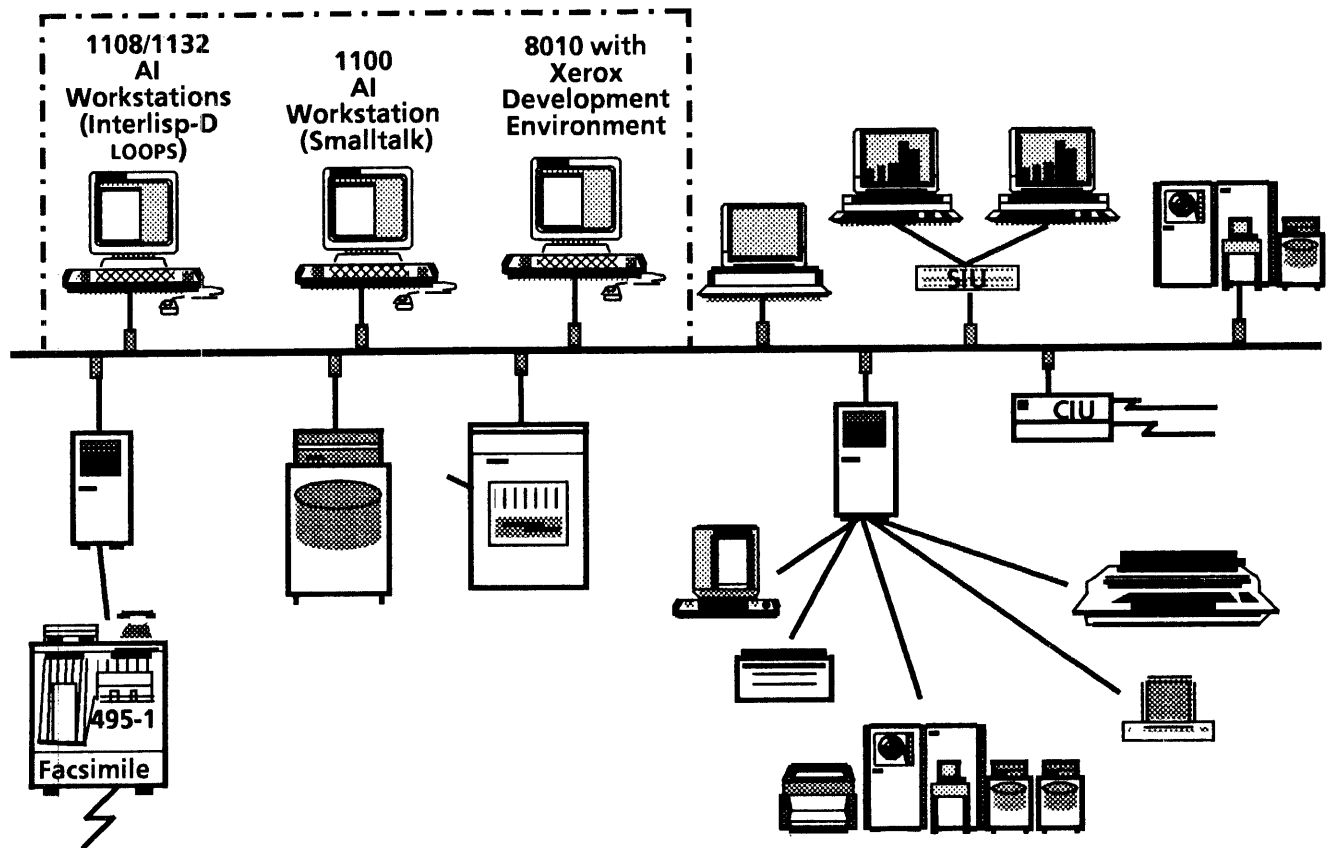 1108/1132
AI
Workstations
(Interlisp-D
LOOPS)
1100
AI
Workstation
(Smalltalk)
8010 with
Xerox
Development
Environment
SIU
CIU
495-1
Facsimile